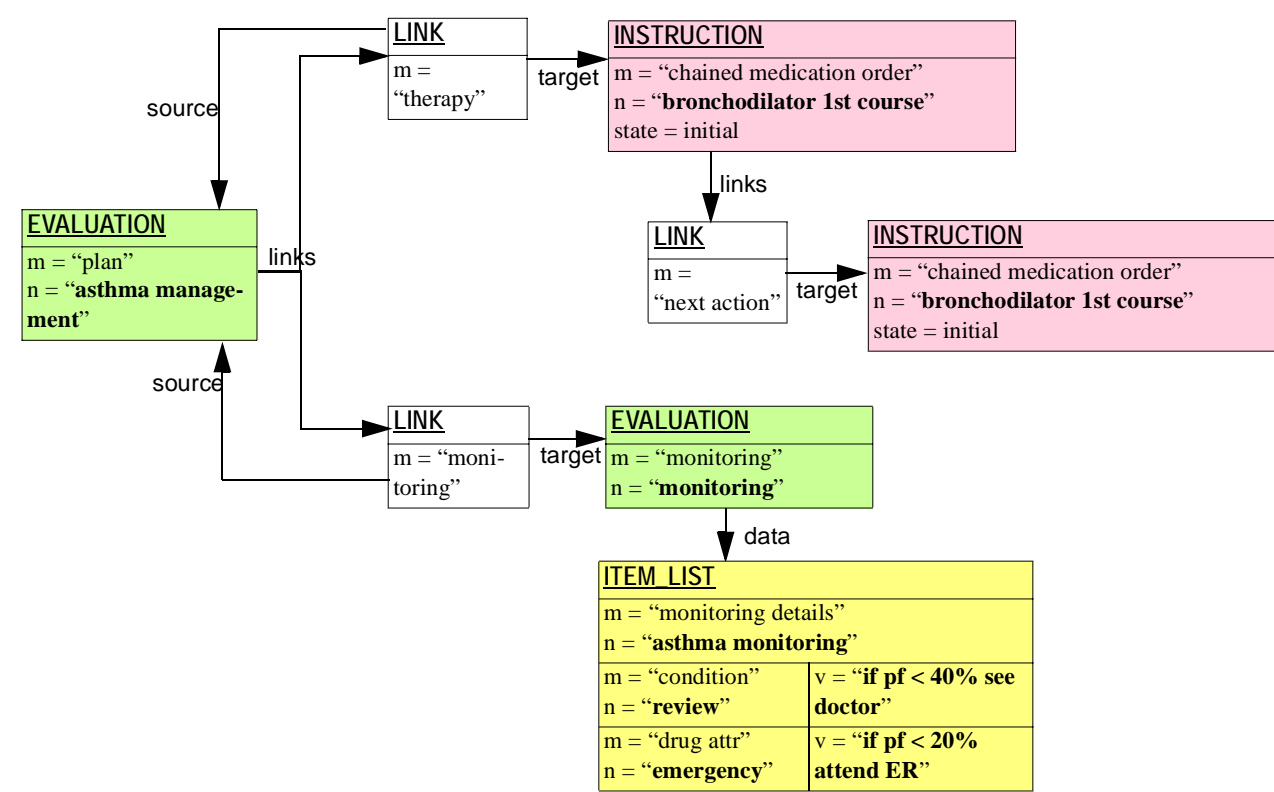 LINK
m =
“therapy”
target
INSTRUCTION
m = “chained medication order”
n = “bronchodilator 1st course”
state = initial
source
links
EVALUATION
m = “plan”
n = “asthma manage-
ment”
links
LINK
m =
“next action”
target
INSTRUCTION
m = “chained medication order”
n = “bronchodilator 1st course”
state = initial
source
LINK
m = “moni-
toring”
target
EVALUATION
m = “monitoring”
n = “monitoring”
data
ITEM_LIST
m = “monitoring details”
n = “asthma monitoring”
m = “condition”
n = “review”
v = “if pf < 40% see
doctor”
m = “drug attr”
n = “emergency”
v = “if pf < 20%
attend ER”